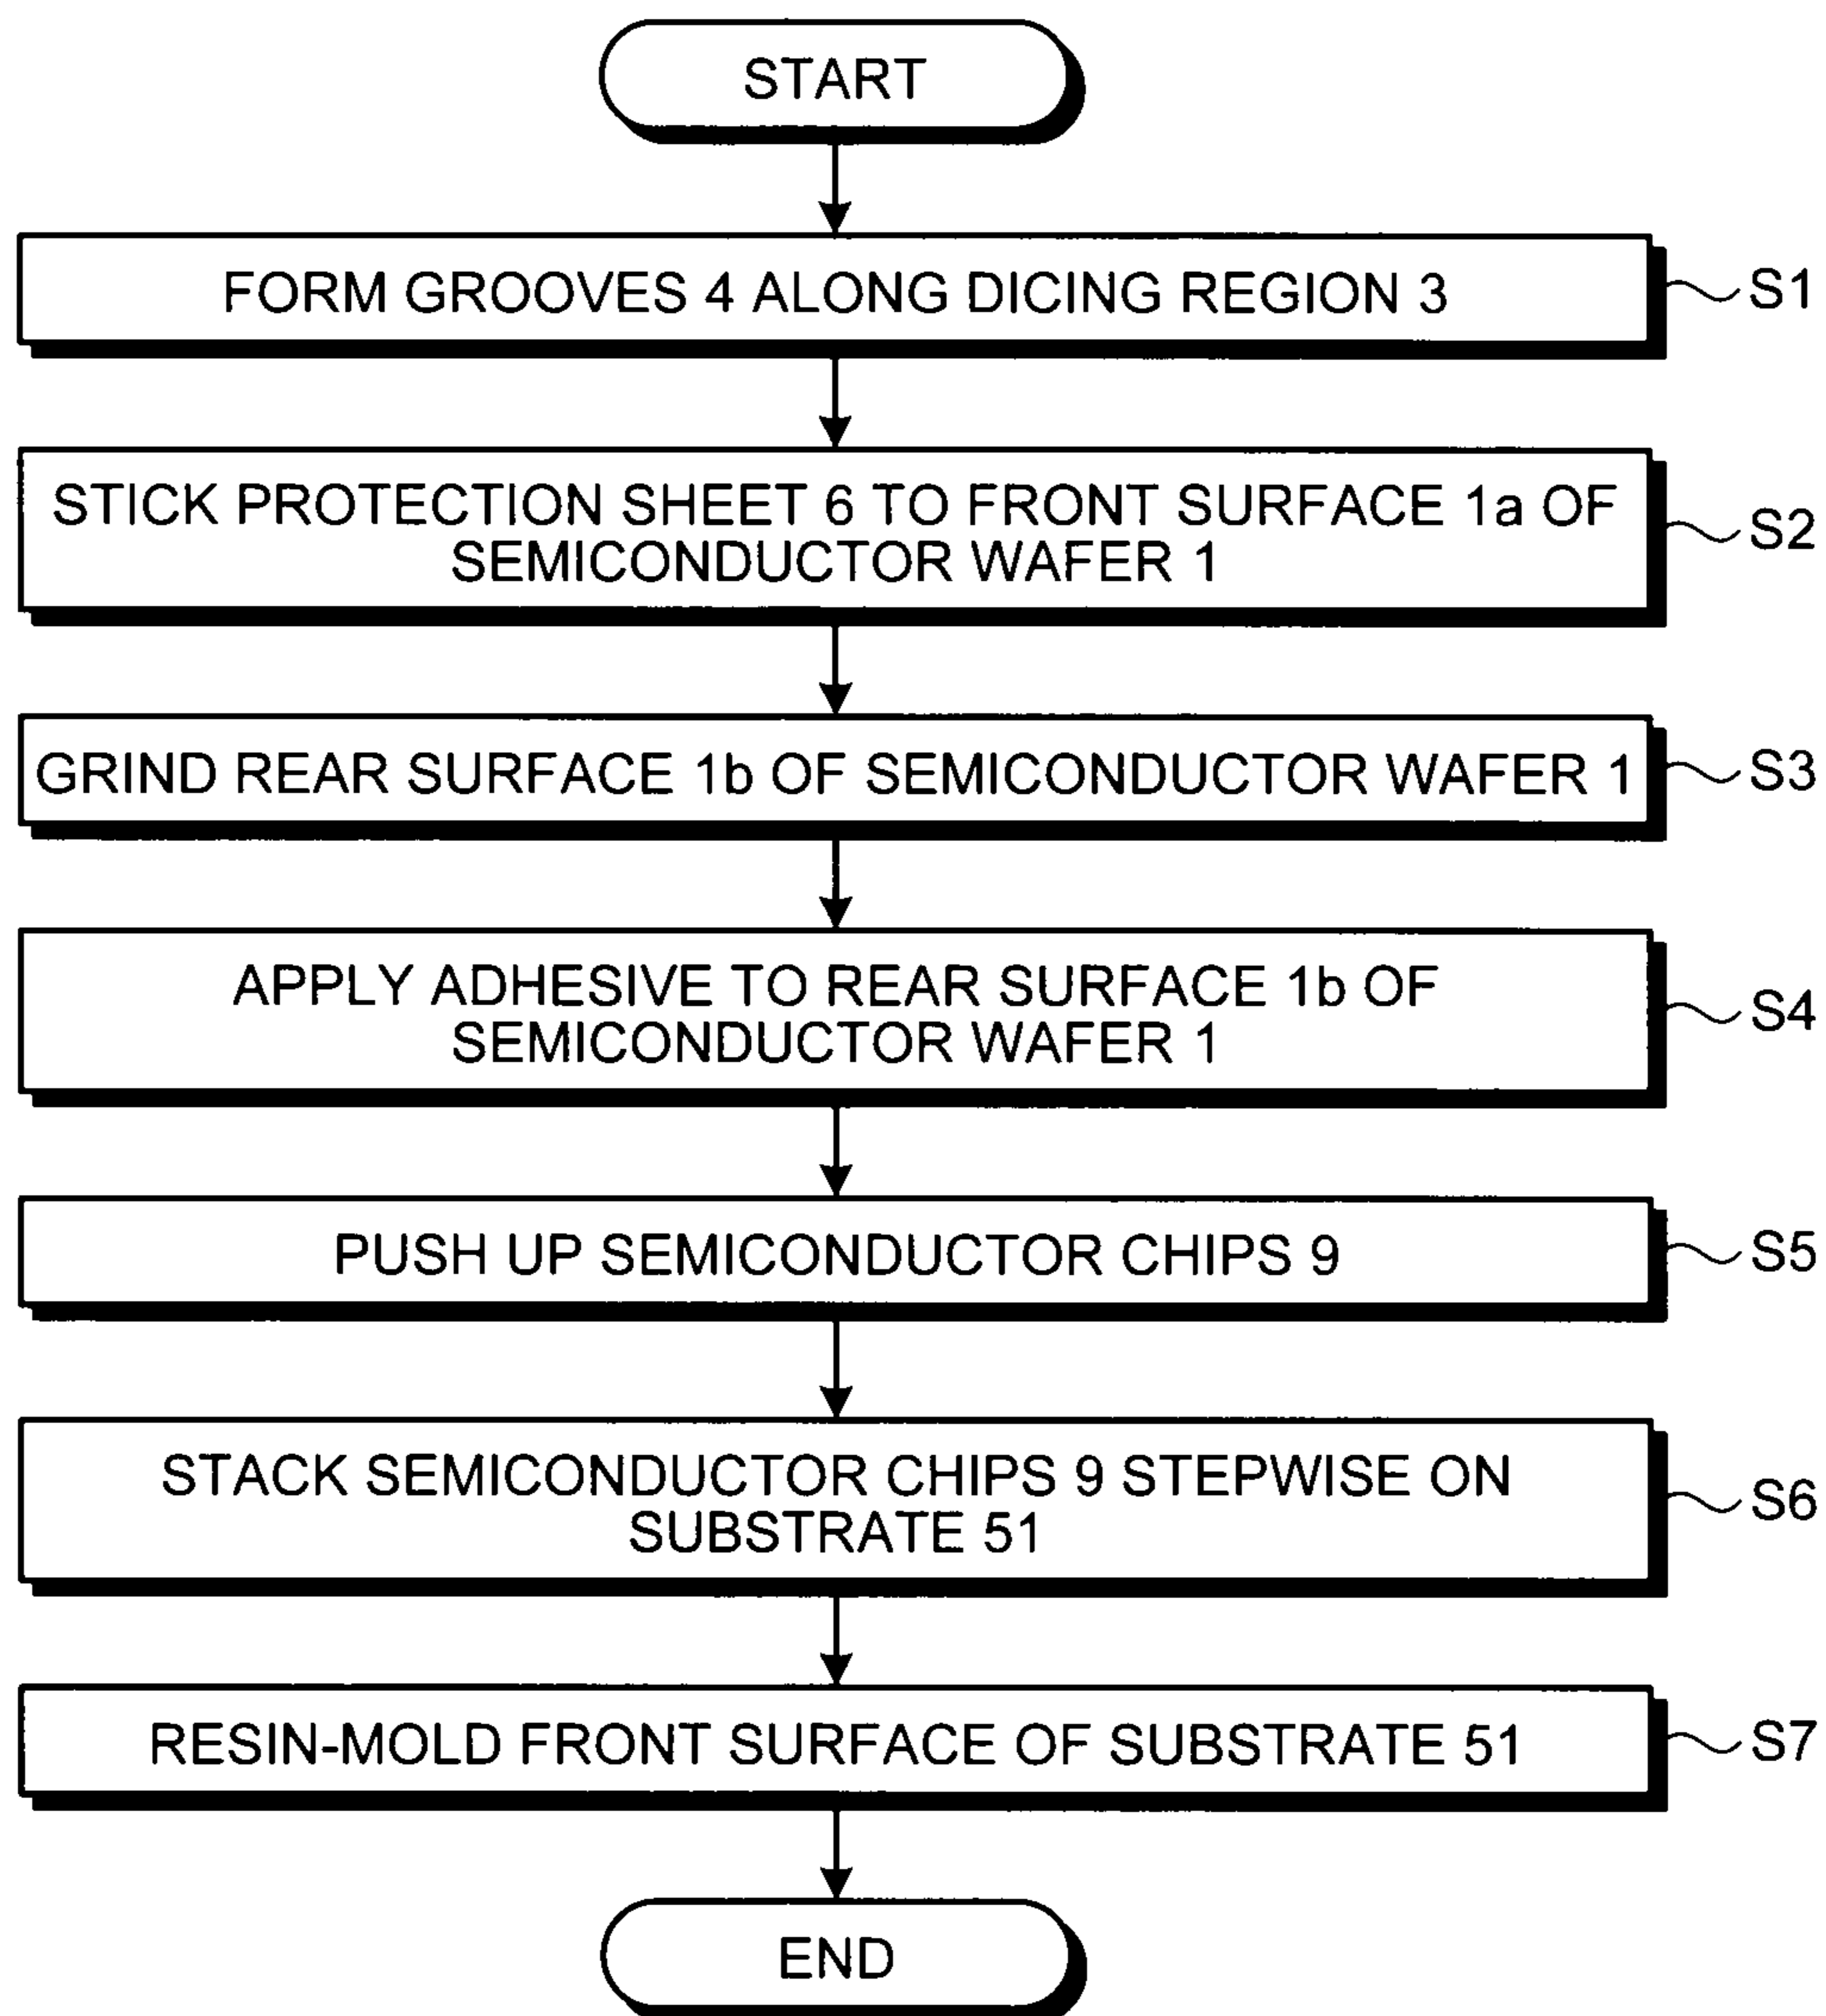 START
FORM GROOVES 4 ALONG DICING REGION 3
S1
STICK PROTECTION SHEET 6 TO FRONT SURFACE 1a OF
SEMICONDUCTOR WAFER 1
S2
GRIND REAR SURFACE 1b OF SEMICONDUCTOR WAFER 1
S3
APPLY ADHESIVE TO REAR SURFACE 1b OF
SEMICONDUCTOR WAFER 1
S4
PUSH UP SEMICONDUCTOR CHIPS 9
S5
STACK SEMICONDUCTOR CHIPS 9 STEPWISE ON
SUBSTRATE 51
S6
RESIN-MOLD FRONT SURFACE OF SUBSTRATE 51
S7
END